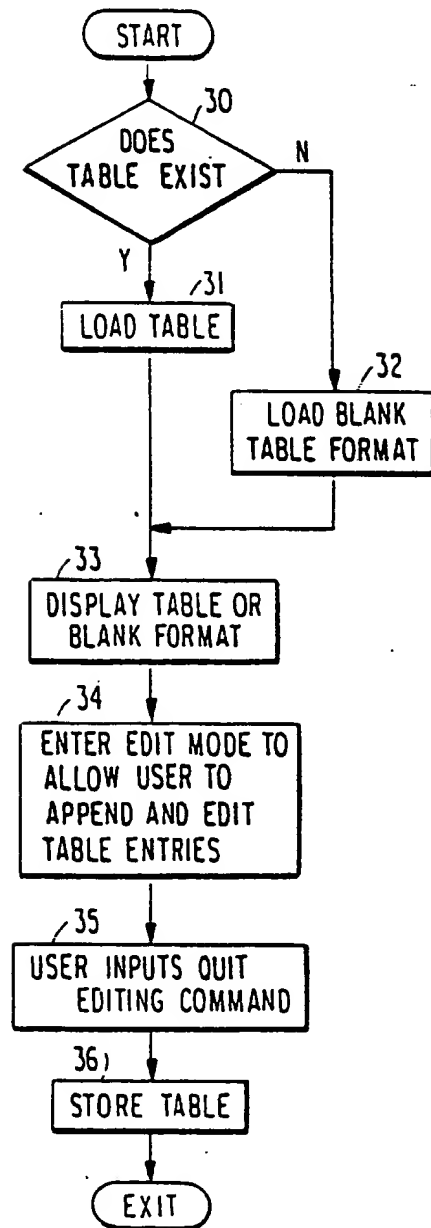 START
30
DOES
TABLE EXIST
N
Y
31
LOAD TABLE
32
LOAD BLANK
TABLE FORMAT
33
DISPLAY TABLE OR
BLANK FORMAT
34
ENTER EDIT MODE TO
ALLOW USER TO
APPEND AND EDIT
TABLE ENTRIES
35
USER INPUTS QUIT
EDITING COMMAND
36
STORE TABLE
EXIT